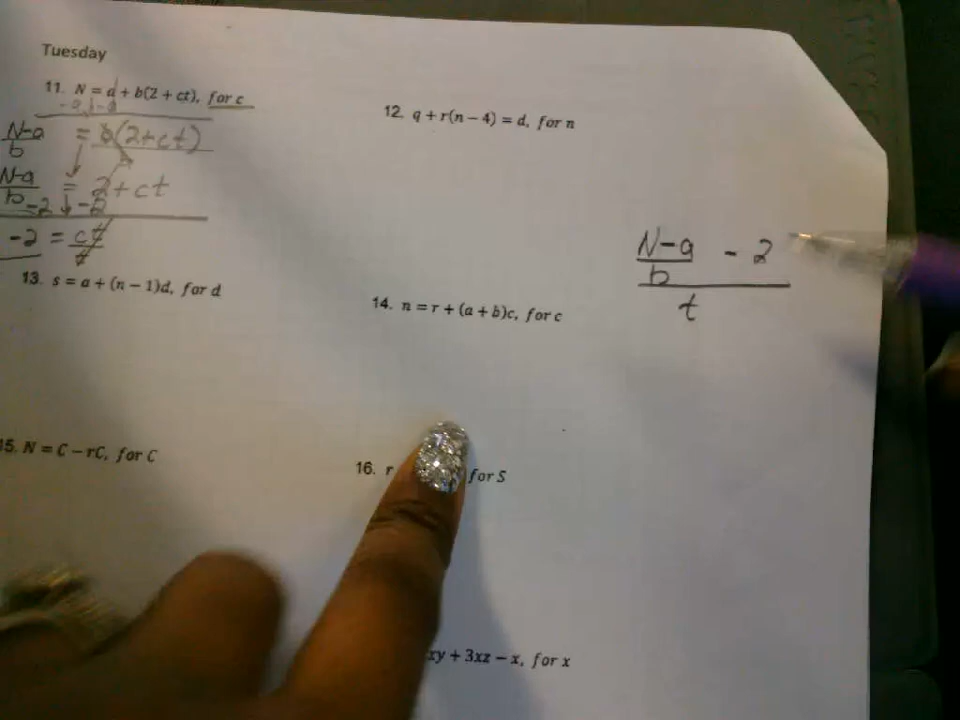 Tuesday
11. N = a + b(2 + ct), for c
-a -a
N-a = b(2+ct)
b
N-a = 2+ct
b
-2 -2
-2 = ct
t
12. q + r(n − 4) = d, for n
N-a - 2
b
t
13. s = a + (n − 1)d, for d
14. n = r + (a + b)c, for c
15. N = C − rC, for C
16. r for S
xy + 3xz − x, for x